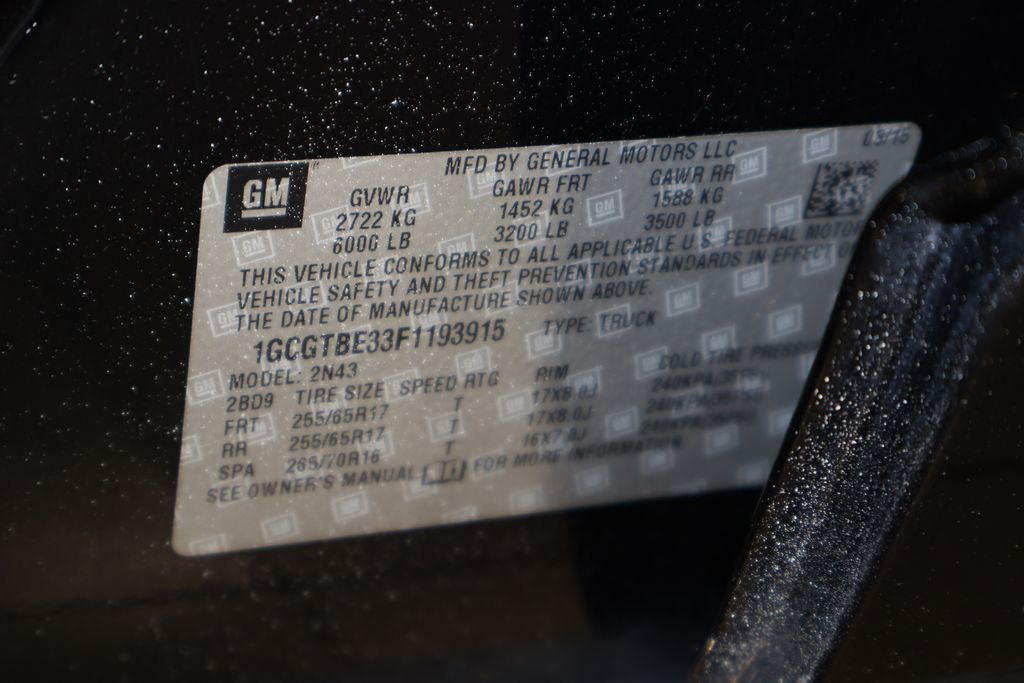 GM
MFD BY GENERAL MOTORS LLC 03/15
GVWR GAWR FRT GAWR RR
2722 KG 1452 KG 1588 KG
6000 LB 3200 LB 3500 LB
THIS VEHICLE CONFORMS TO ALL APPLICABLE U.S. FEDERAL MOTOR
VEHICLE SAFETY AND THEFT PREVENTION STANDARDS IN EFFECT
THE DATE OF MANUFACTURE SHOWN ABOVE.
1GCGTBE33F1193915 TYPE: TRUCK
MODEL: 2N43
2BD9 TIRE SIZE SPEED RTG RIM COLD TIRE
FRT 255/65R17 T 17X8.0J
RR 255/65R17 T 17X8.0J
SPA 265/70R16 T 16X7.0J
SEE OWNER'S MANUAL FOR MORE INFORMATION